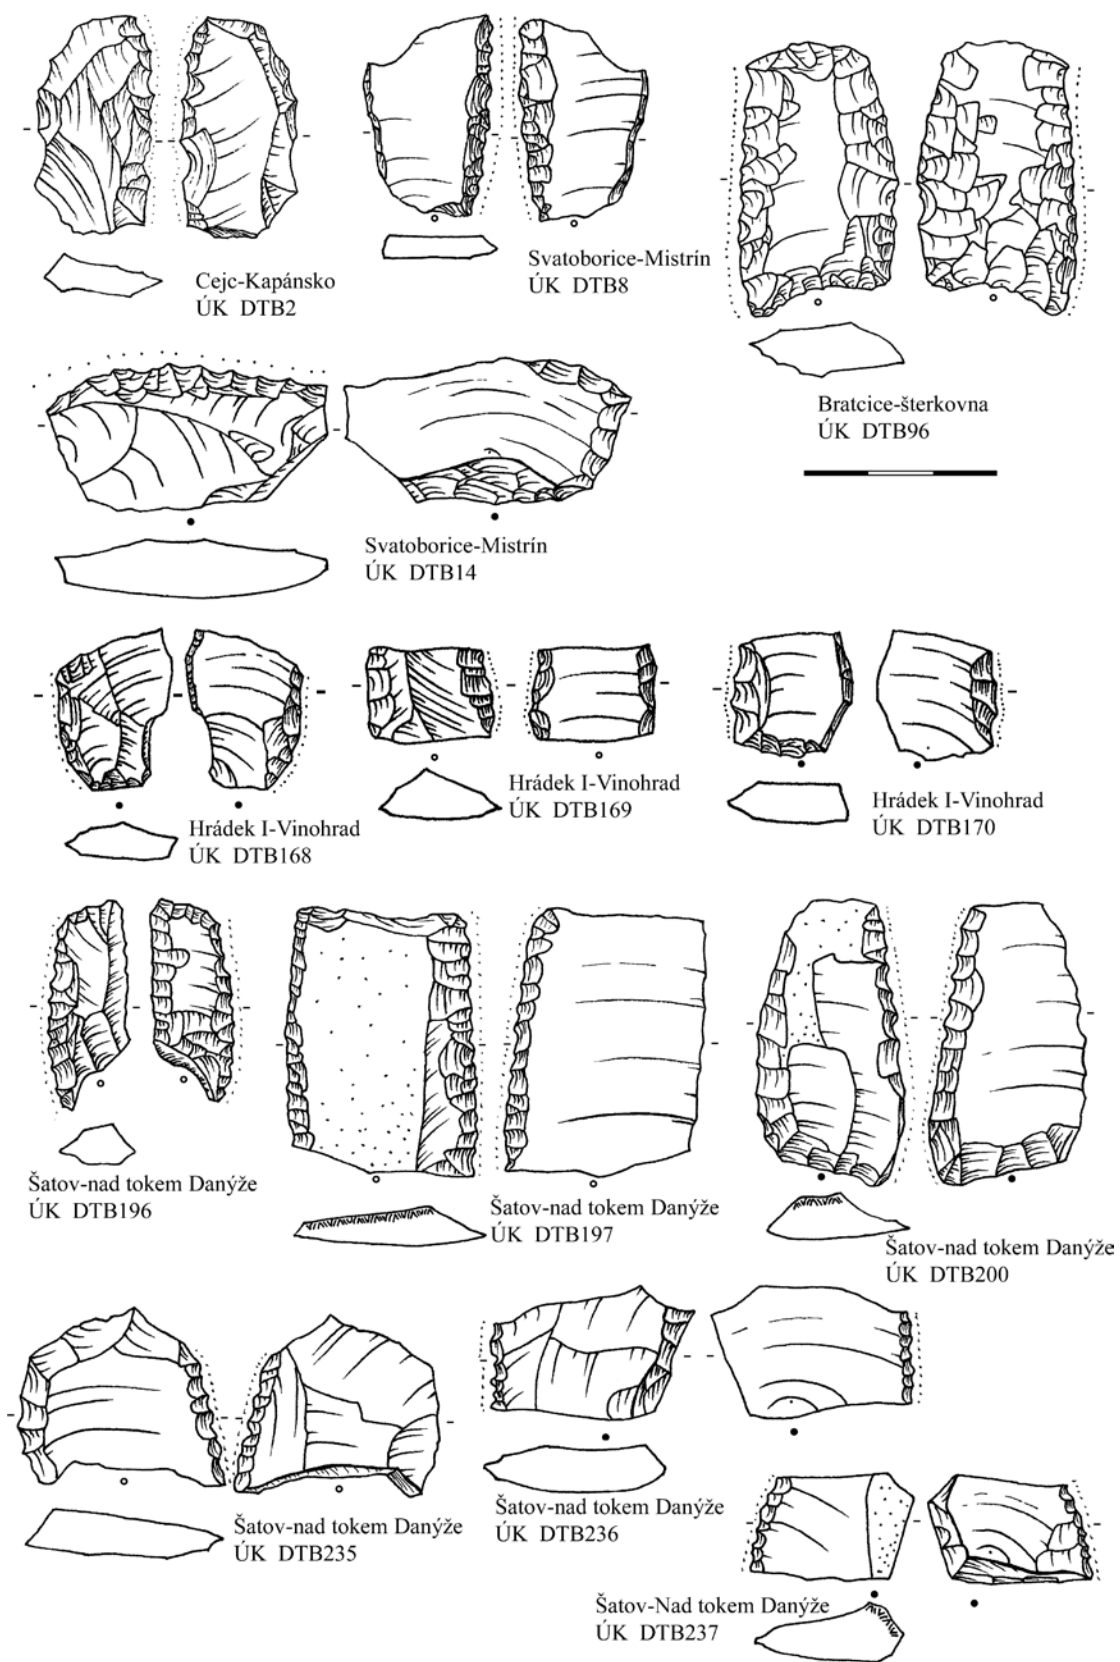 Cejc-Kapánsko
ÚK DTB2
Svatoborice-Mistrín
ÚK DTB8
Bratcice-šterkovna
ÚK DTB96
Svatoborice-Mistrín
ÚK DTB14
Hrádek I-Vinohrad
ÚK DTB168
Hrádek I-Vinohrad
ÚK DTB169
Hrádek I-Vinohrad
ÚK DTB170
Šatov-nad tokem Danýže
ÚK DTB196
Šatov-nad tokem Danýže
ÚK DTB197
Šatov-nad tokem Danýže
ÚK DTB200
Šatov-nad tokem Danýže
ÚK DTB235
Šatov-nad tokem Danýže
ÚK DTB236
Šatov-Nad tokem Danýže
ÚK DTB237